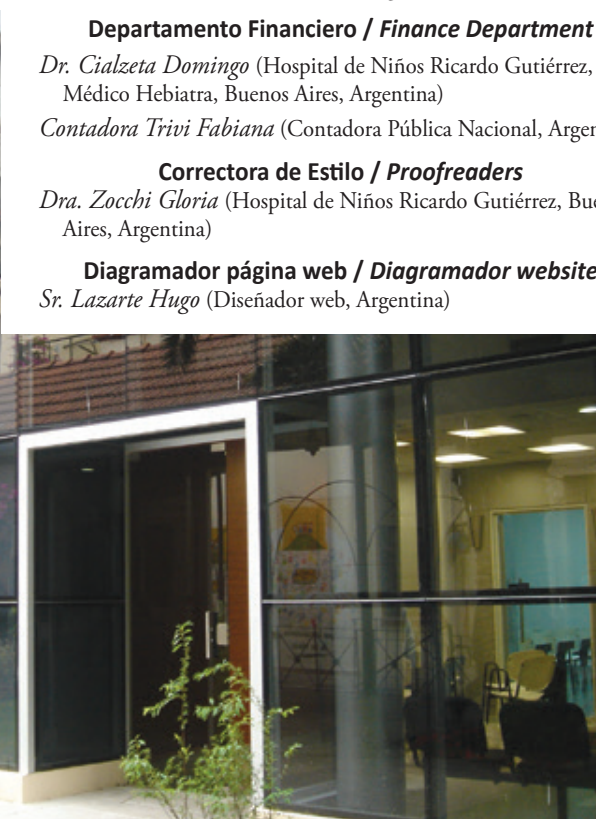 Departamento Financiero / Finance Department
Dr. Cialzeta Domingo (Hospital de Niños Ricardo Gutiérrez,
Médico Hebiatra, Buenos Aires, Argentina)
Contadora Trivi Fabiana (Contadora Pública Nacional, Argen
Correctora de Estilo / Proofreaders
Dra. Zocchi Gloria (Hospital de Niños Ricardo Gutiérrez, Bue
Aires, Argentina)
Diagramador página web / Diagramador website
Sr. Lazarte Hugo (Diseñador web, Argentina)